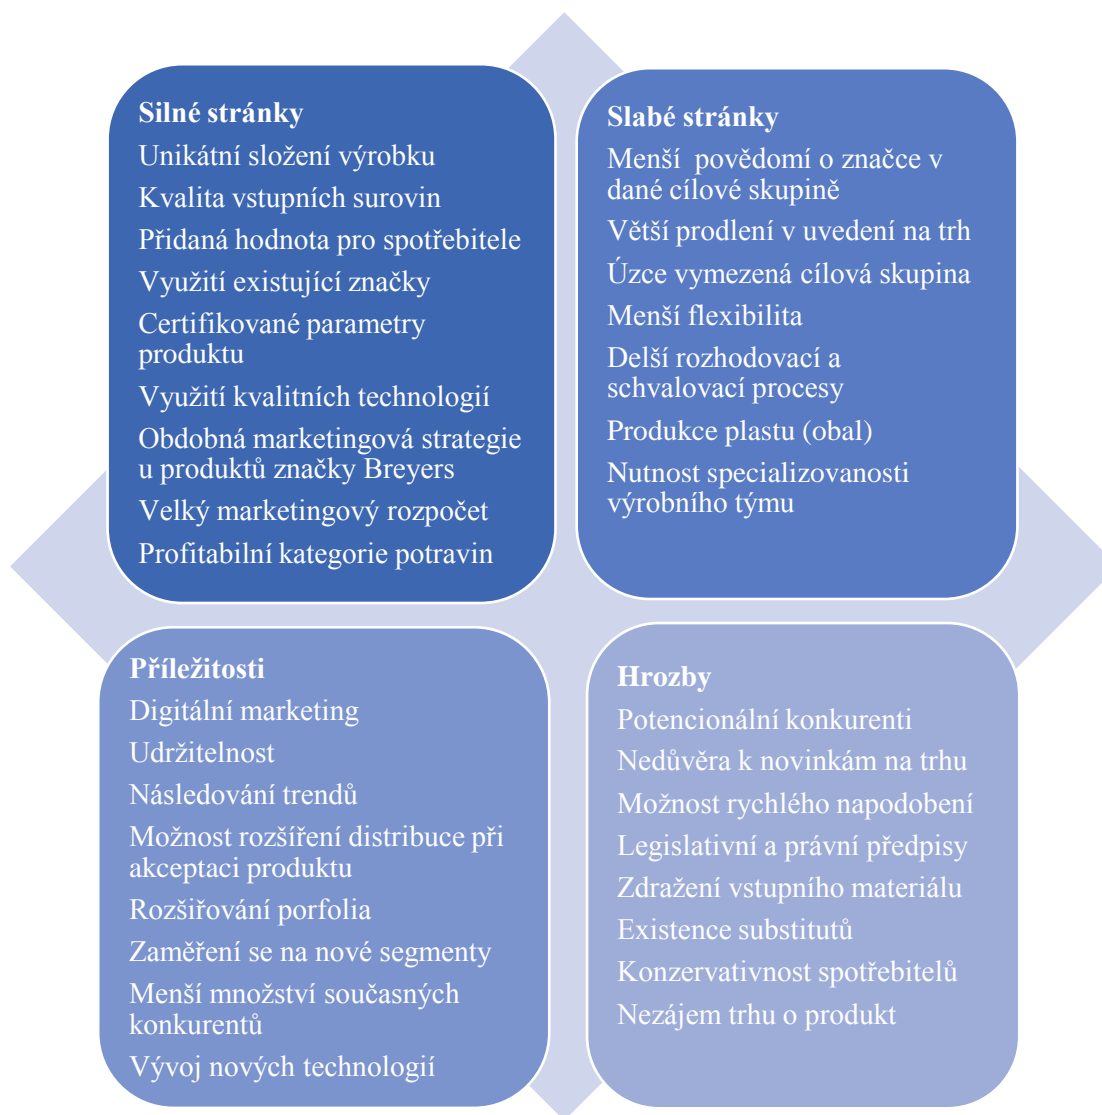 Silné stránky
Unikátní složení výrobku
Kvalita vstupních surovin
Přidaná hodnota pro spotřebitele
Využití existující značky
Certifikované parametry
produktu
Využití kvalitních technologií
Obdobná marketingová strategie
u produktů značky Breyers
Velký marketingový rozpočet
Profitabilní kategorie potravin
Slabé stránky
Menší povědomí o značce v
dané cílové skupině
Větší prodlení v uvedení na trh
Úzce vymezená cílová skupina
Menší flexibilita
Delší rozhodovací a
schvalovací procesy
Produkce plastu (obal)
Nutnost specializovanosti
výrobního týmu
Příležitosti
Digitální marketing
Udržitelnost
Následování trendů
Možnost rozšíření distribuce při
akceptaci produktu
Rozšiřování porfolia
Zaměření se na nové segmenty
Menší množství současných
konkurentů
Vývoj nových technologií
Hrozby
Potencionální konkurenti
Nedůvěra k novinkám na trhu
Možnost rychlého napodobení
Legislativní a právní předpisy
Zdražení vstupního materiálu
Existence substitutů
Konzervativnost spotřebitelů
Nezájem trhu o produkt